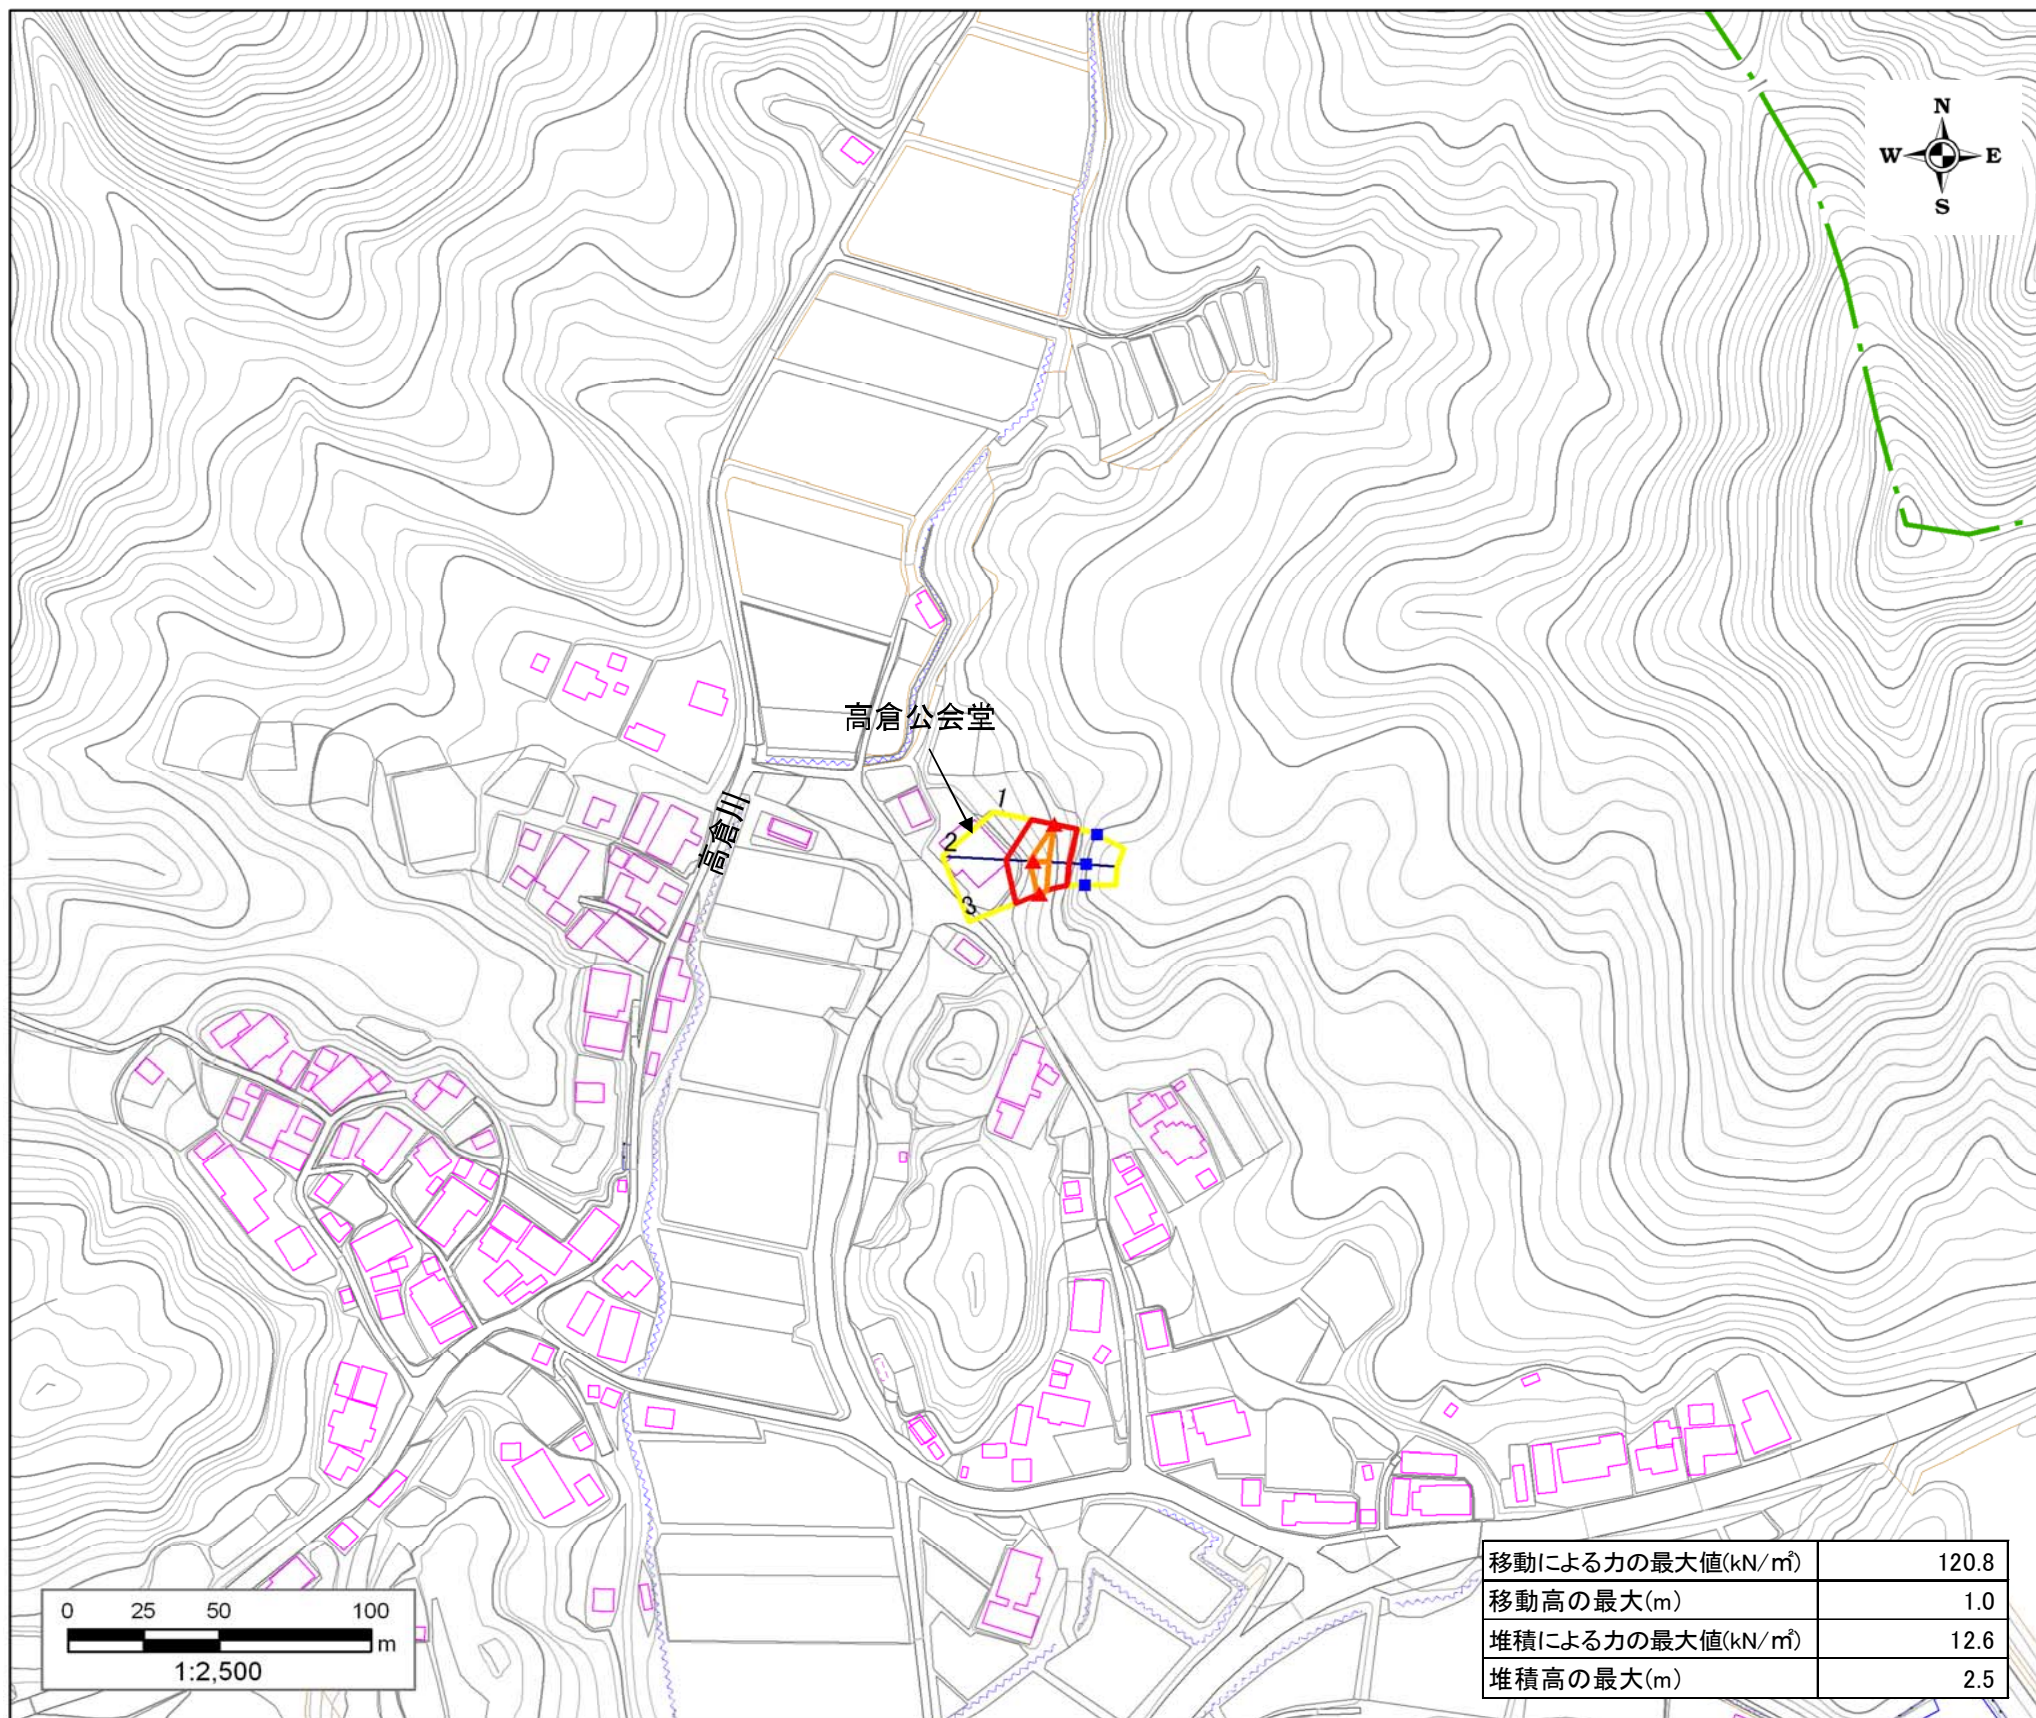 N
W E
S
高倉公会堂
1
高倉川
2
3
移動による力の最大値(kN/㎡) 120.8
移動高の最大(m) 1.0
堆積による力の最大値(kN/㎡) 12.6
堆積高の最大(m) 2.5
0 25 50 100
m
1:2,500